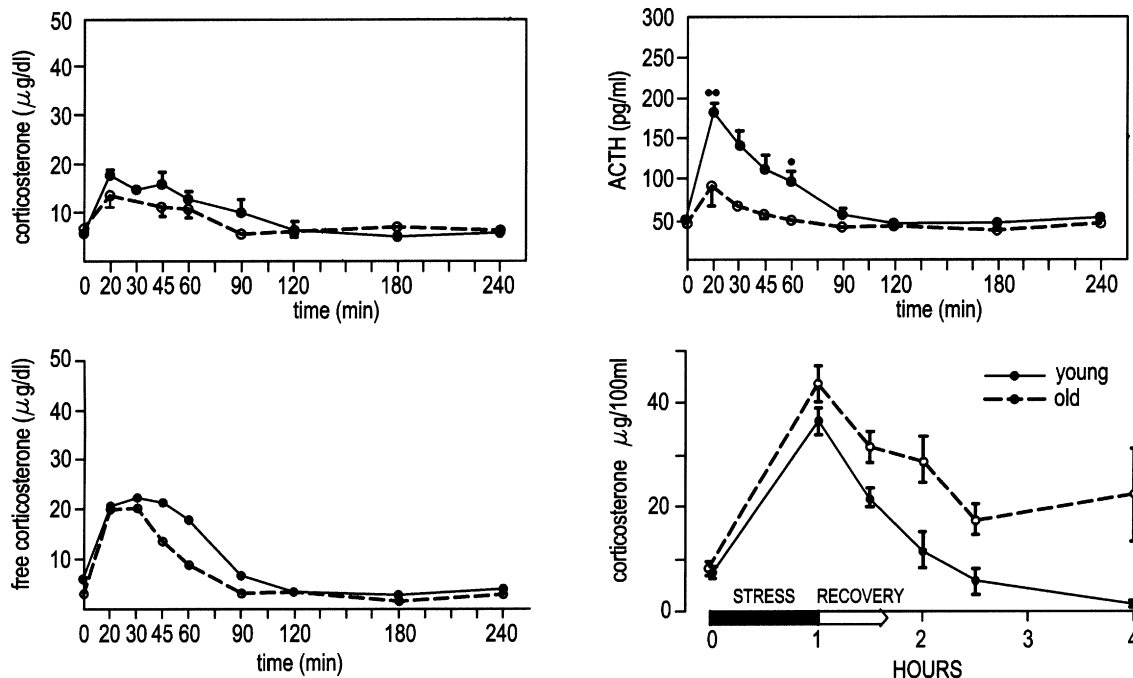 corticosterone (μg/dl)
50
40
30
20
10
0 20 30 45 60 90 120 180 240
time (min)
ACTH (pg/ml)
300
250
200
150
100
50
0 20 30 45 60 90 120 180 240
time (min)
free corticosterone (μg/dl)
50
40
30
20
10
0 20 30 45 60 90 120 180 240
time (min)
corticosterone μg/100ml
40
20
0
young
old
STRESS RECOVERY
0 1 2 3 4
HOURS